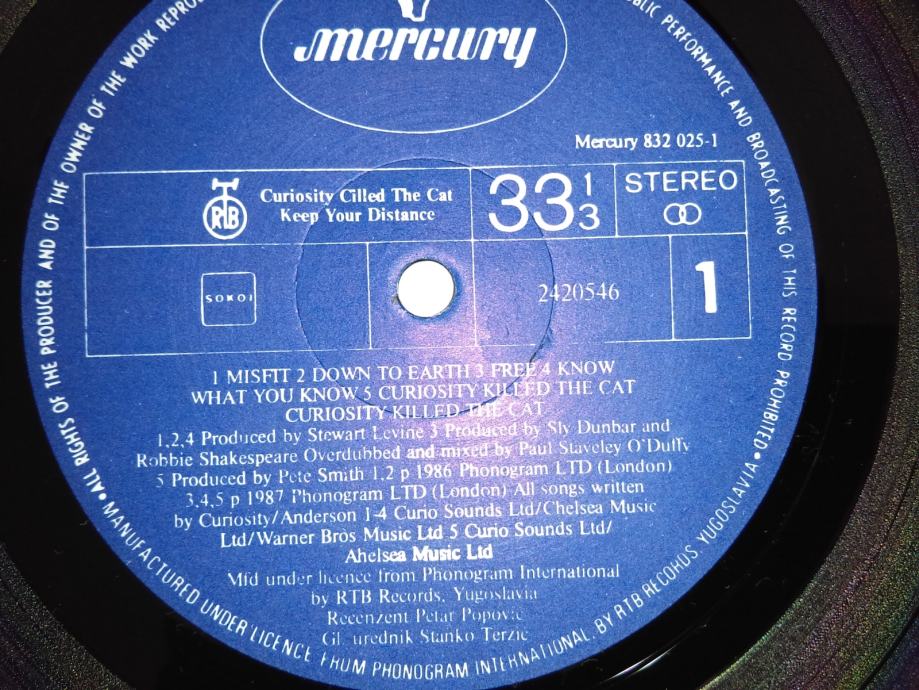 mercury
Mercury 832 025-1
RTB
Curiosity Cilled The Cat
Keep Your Distance
33 1/3
STEREO
SOKOJ
2420546
1
1 MISFIT 2 DOWN TO EARTH 3 FREE 4 KNOW
WHAT YOU KNOW 5 CURIOSITY KILLED THE CAT
CURIOSITY KILLED THE CAT
1,2,4 Produced by Stewart Levine 3 Produced by Sly Dunbar and
Robbie Shakespeare Overdubbed and mixed by Paul Staveley O'Duffy
5 Produced by Pete Smith 1,2 p 1986 Phonogram LTD (London)
3,4,5 p 1987 Phonogram LTD (London) All songs written
by Curiosity/Anderson 1-4 Curio Sounds Ltd/Chelsea Music
Ltd/Warner Bros Music Ltd 5 Curio Sounds Ltd/
Ahelsea Music Ltd
Mfd under licence from Phonogram International
by RTB Records, Yugoslavia
Recenzent Petar Popovic
Gl urednik Stanko Terzic
•ALL RIGHTS OF THE PRODUCER AND OF THE OWNER OF THE WORK
PUBLIC PERFORMANCE AND BROADCASTING OF THIS RECORD PROHIBITED•
•MANUFACTURED UNDER LICENCE FRUM PHONOGRAM INTERNATIONAL, BY RTB RECORDS, YUGOSLAVIA•